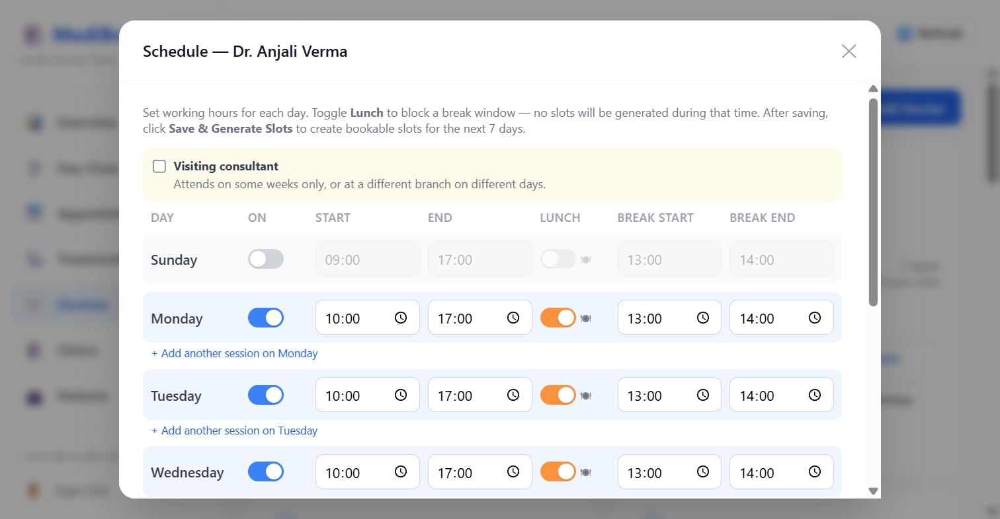 Schedule — Dr. Anjali Verma
Set working hours for each day. Toggle Lunch to block a break window — no slots will be generated during that time. After saving,
click Save & Generate Slots to create bookable slots for the next 7 days.
Visiting consultant
Attends on some weeks only, or at a different branch on different days.
DAY ON START END LUNCH BREAK START BREAK END
Sunday 09:00 17:00 13:00 14:00
Monday 10:00 17:00 13:00 14:00
+ Add another session on Monday
Tuesday 10:00 17:00 13:00 14:00
+ Add another session on Tuesday
Wednesday 10:00 17:00 13:00 14:00
Refresh
Overview
Patients
Sign Out